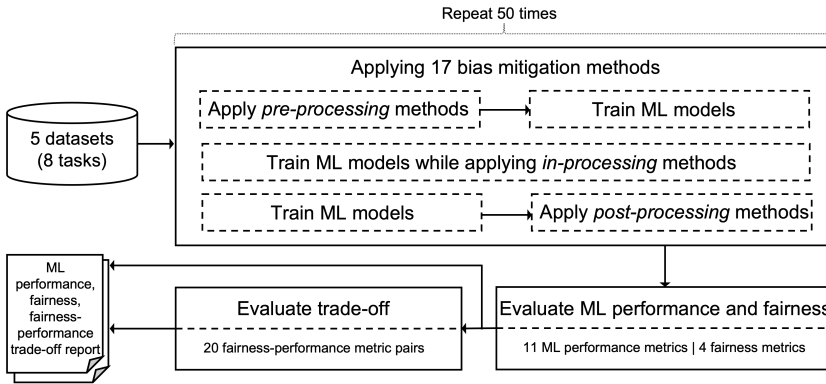 Repeat 50 times
Applying 17 bias mitigation methods
Apply pre-processing methods
Train ML models
5 datasets
(8 tasks)
Train ML models while applying in-processing methods
Train ML models
Apply post-processing methods
ML
performance,
fairness,
fairness-
performance
trade-off report
Evaluate trade-off
20 fairness-performance metric pairs
Evaluate ML performance and fairness
11 ML performance metrics | 4 fairness metrics